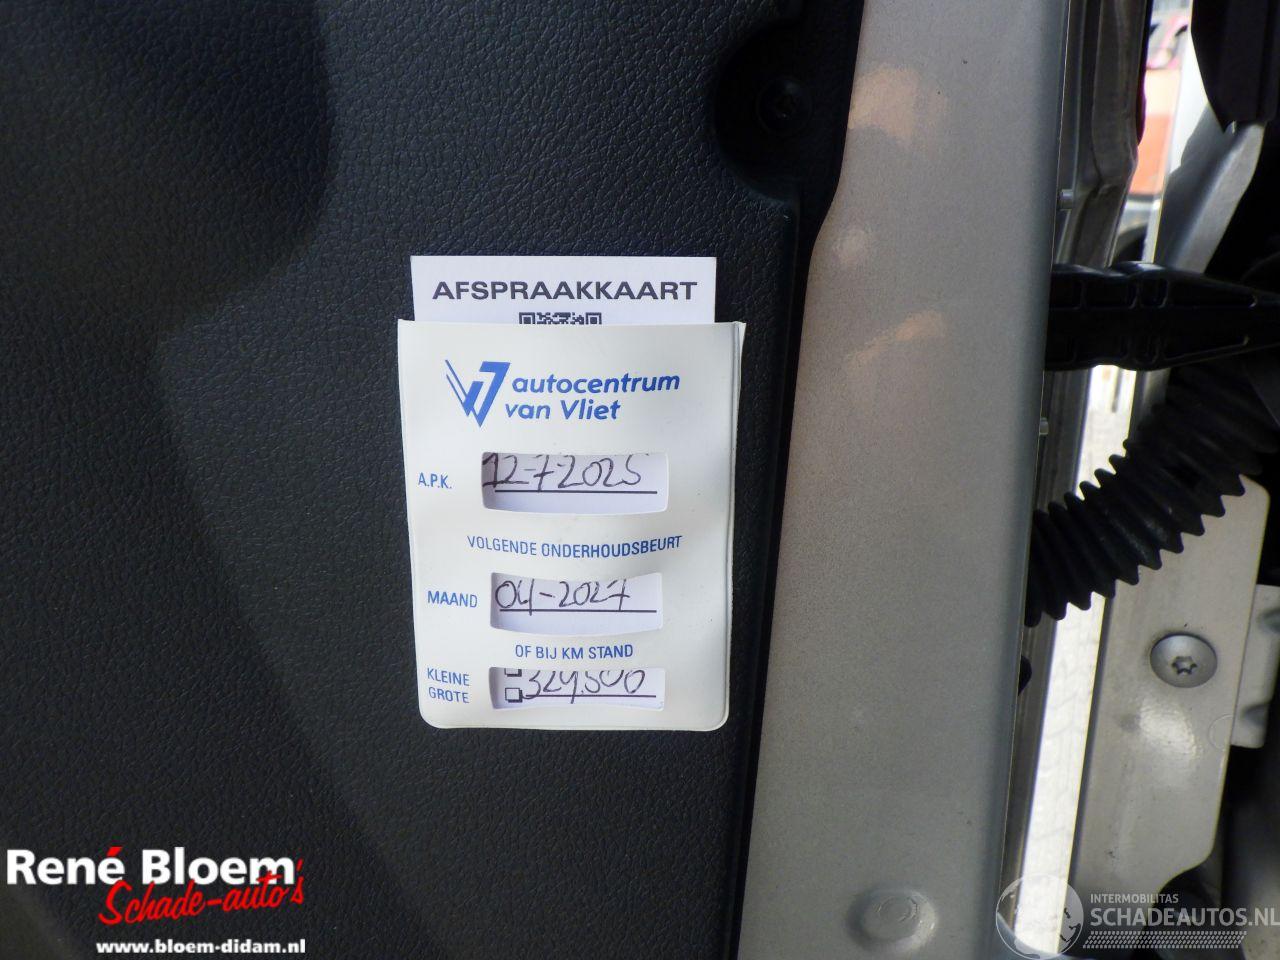 AFSPRAAKKAART
autocentrum
van Vliet
A.P.K. 12-7-2025
VOLGENDE ONDERHOUDSBEURT
MAAND 04-2027
OF BIJ KM STAND
KLEINE
GROTE 329.500
René Bloem
Schade-auto's
www.bloem-didam.nl
INTERMOBILITAS
SCHADEAUTOS.NL